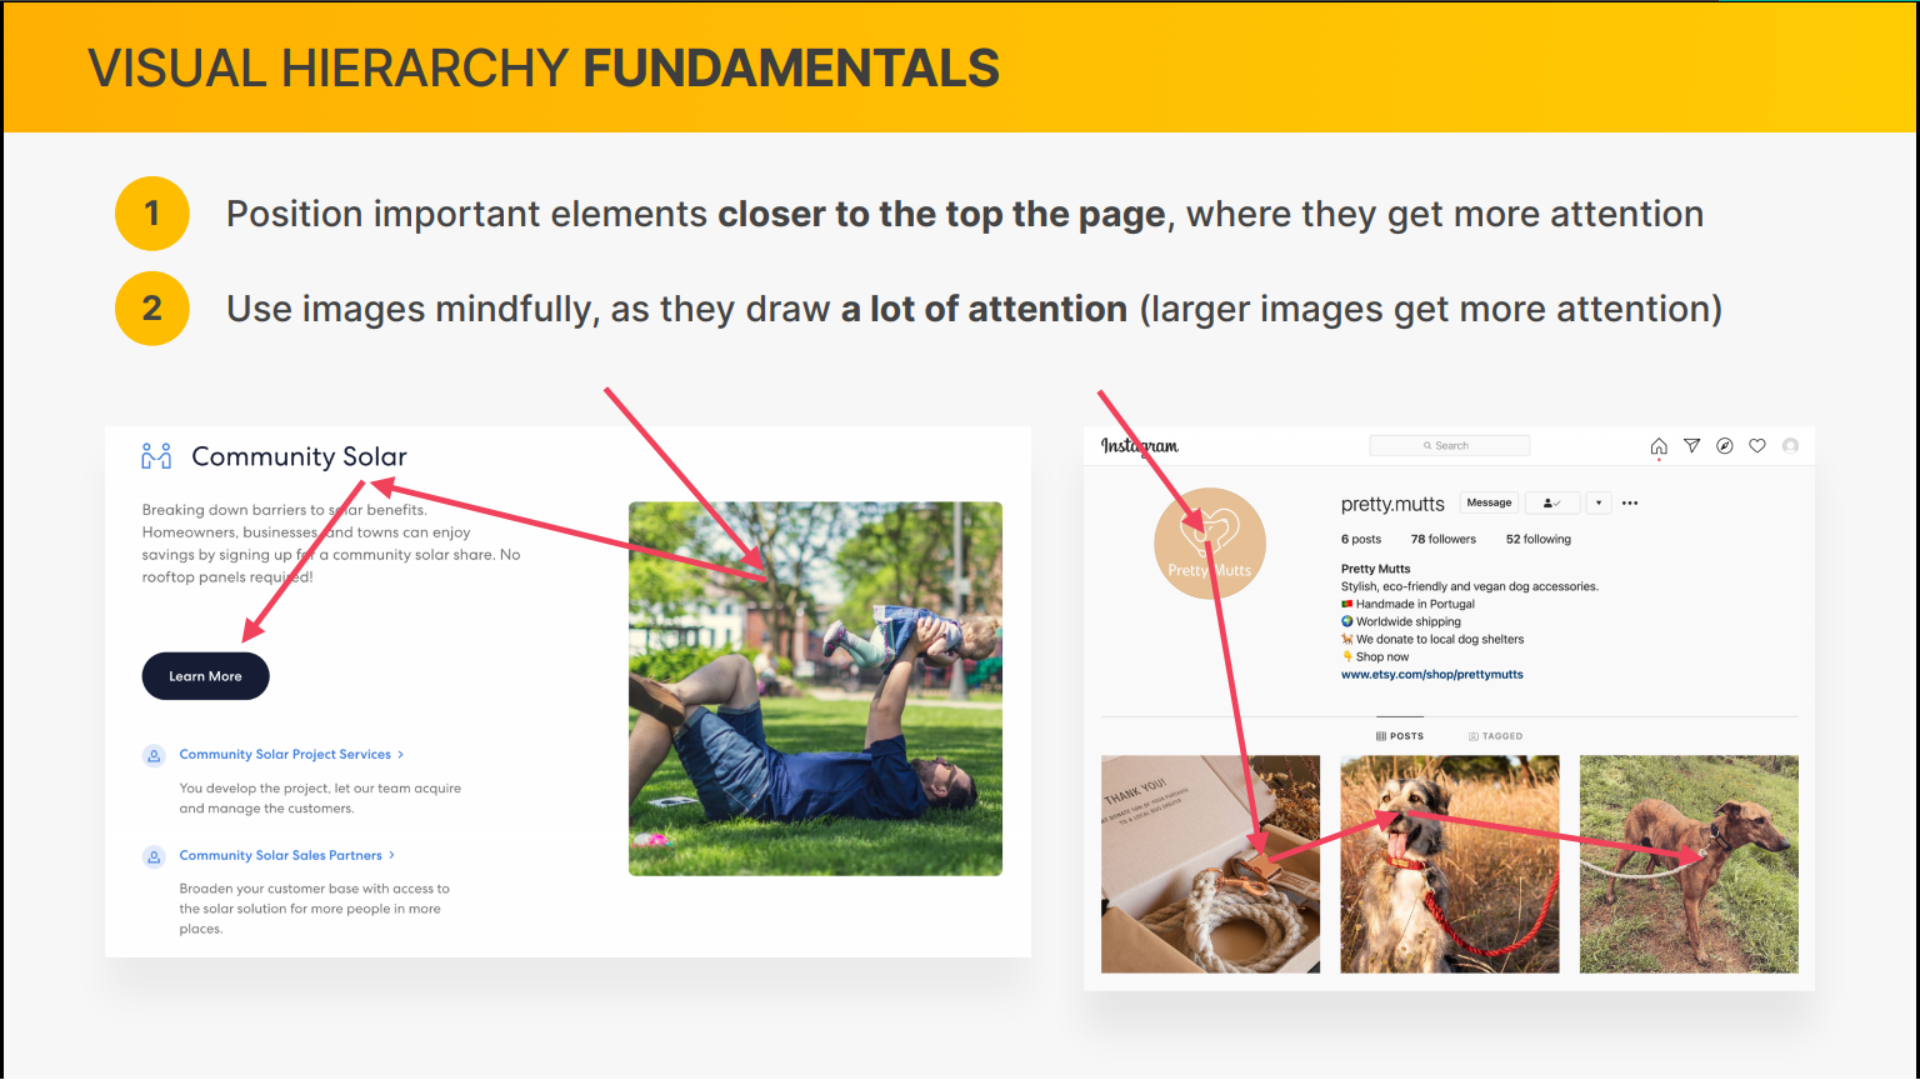 VISUAL HIERARCHY FUNDAMENTALS
1 Position important elements closer to the top the page, where they get more attention
2 Use images mindfully, as they draw a lot of attention (larger images get more attention)
Community Solar
Breaking down barriers to solar benefits.
Homeowners, businesses, and towns can enjoy
savings by signing up for a community solar share. No
rooftop panels required!
Learn More
Community Solar Project Services >
You develop the project, let our team acquire
and manage the customers.
Community Solar Sales Partners >
Broaden your customer base with access to
the solar solution for more people in more
places.
Instagram
Search
Pretty Mutts
pretty.mutts Message
6 posts 78 followers 52 following
Pretty Mutts
Stylish, eco-friendly and vegan dog accessories.
🇵🇹 Handmade in Portugal
🌍 Worldwide shipping
🐕 We donate to local dog shelters
👇 Shop now
www.etsy.com/shop/prettymutts
POSTS TAGGED
THANK YOU!
TO A LOCAL DOG SHELTER